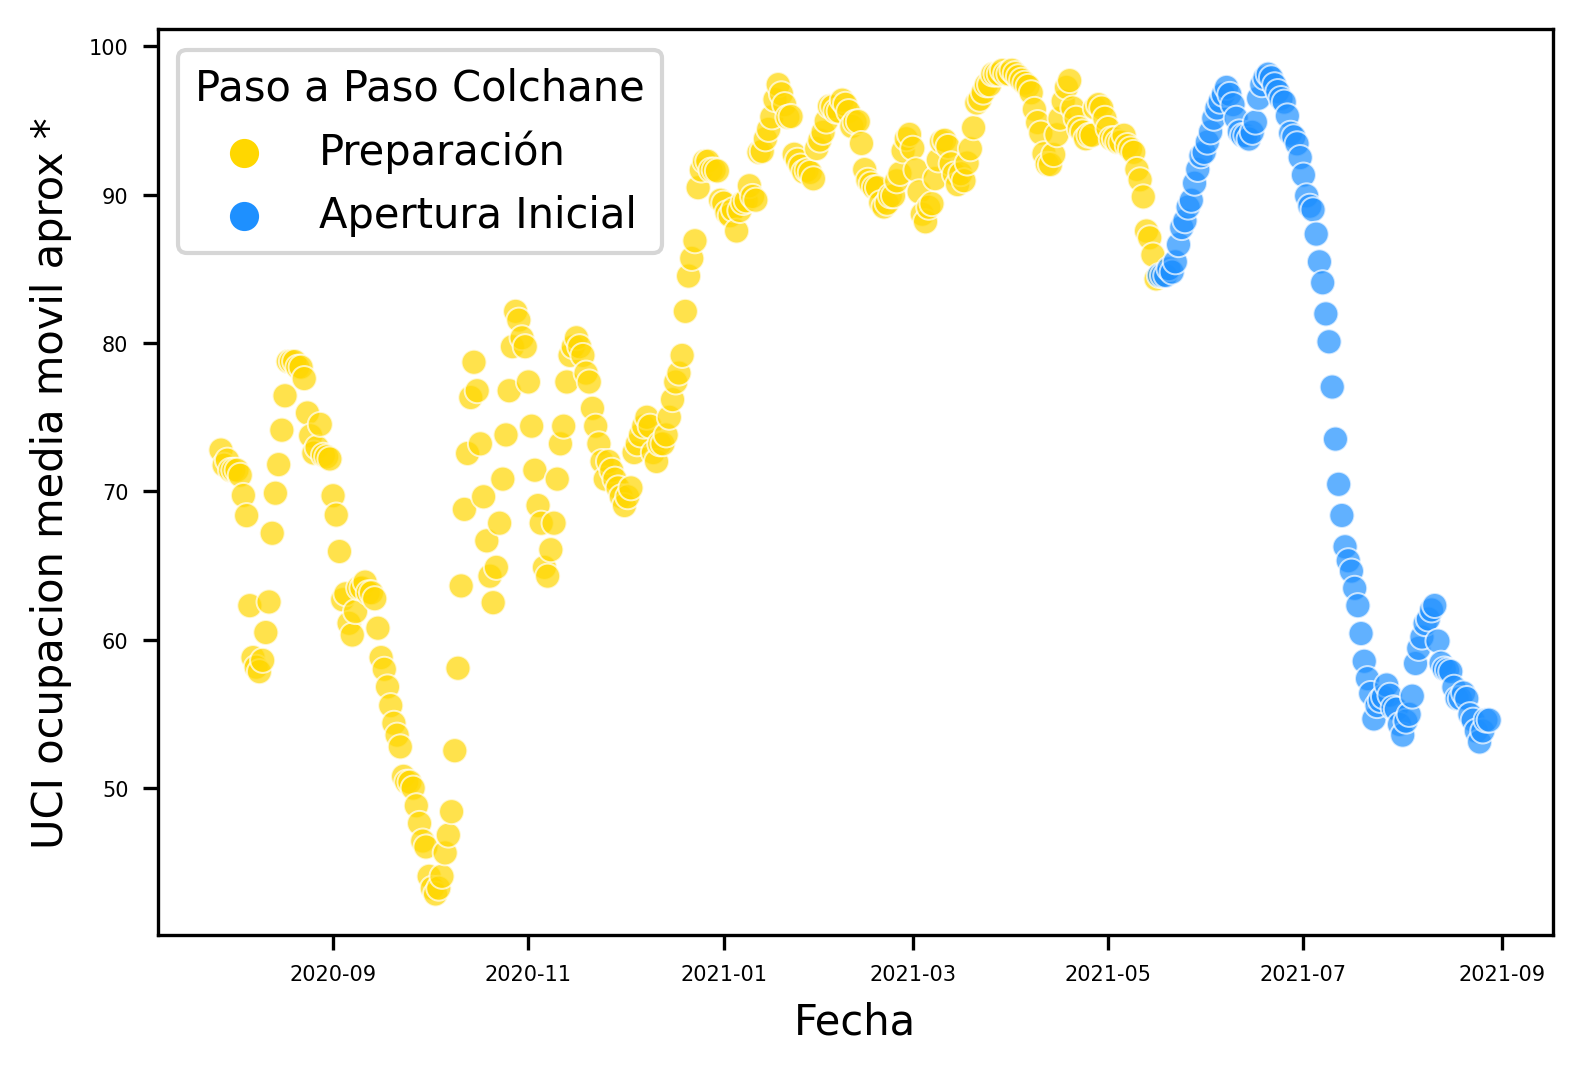 Paso a Paso Colchane
Preparación
Apertura Inicial
UCI ocupacion media movil aprox *
100
90
80
70
60
50
2020-09
2020-11
2021-01
2021-03
2021-05
2021-07
2021-09
Fecha